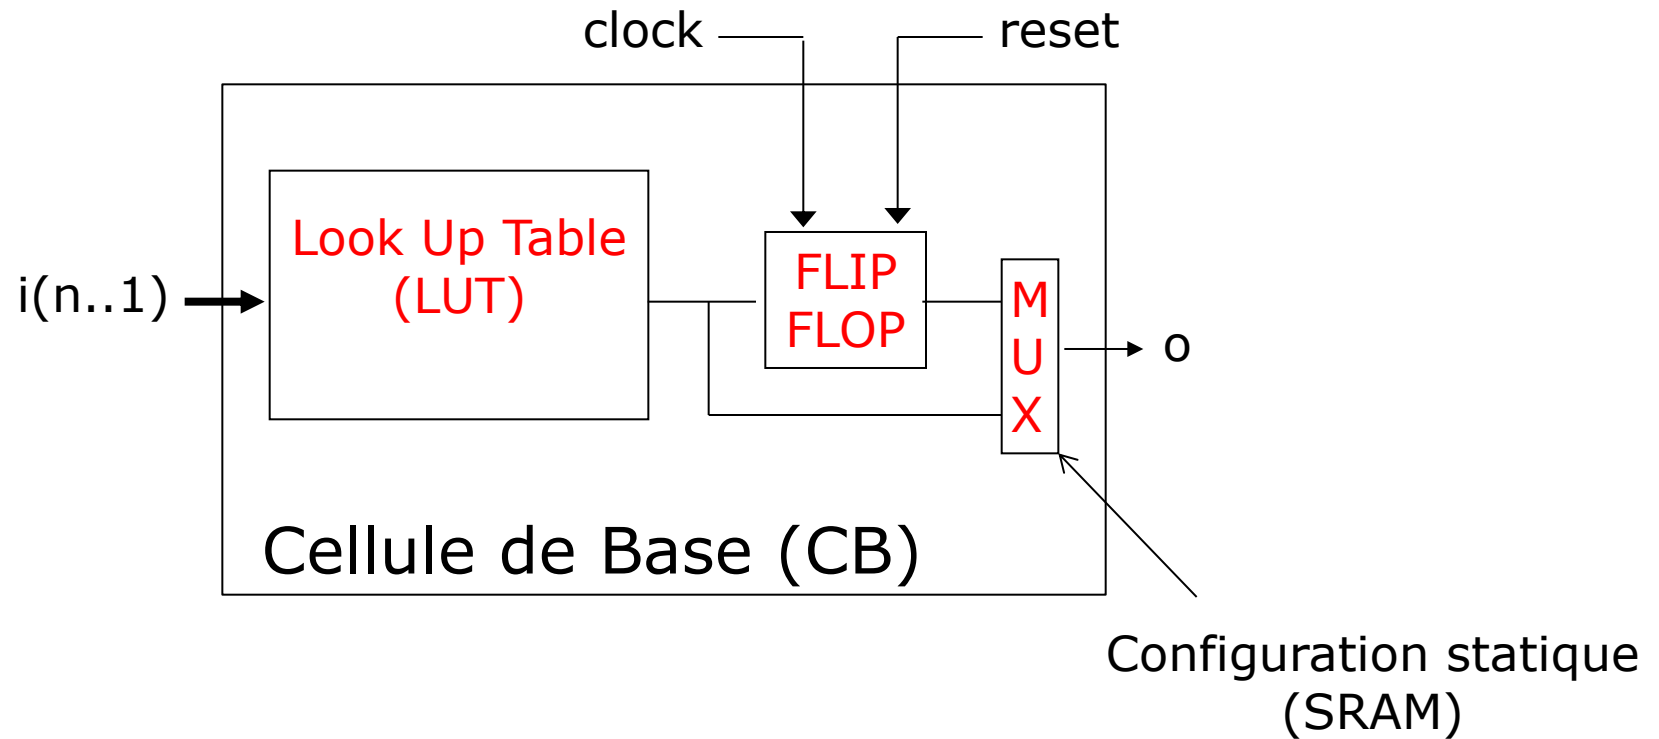 clock
reset
Look Up Table
(LUT)
i(n..1)
FLIP
FLOP
M
U
X
o
Cellule de Base (CB)
Configuration statique
(SRAM)